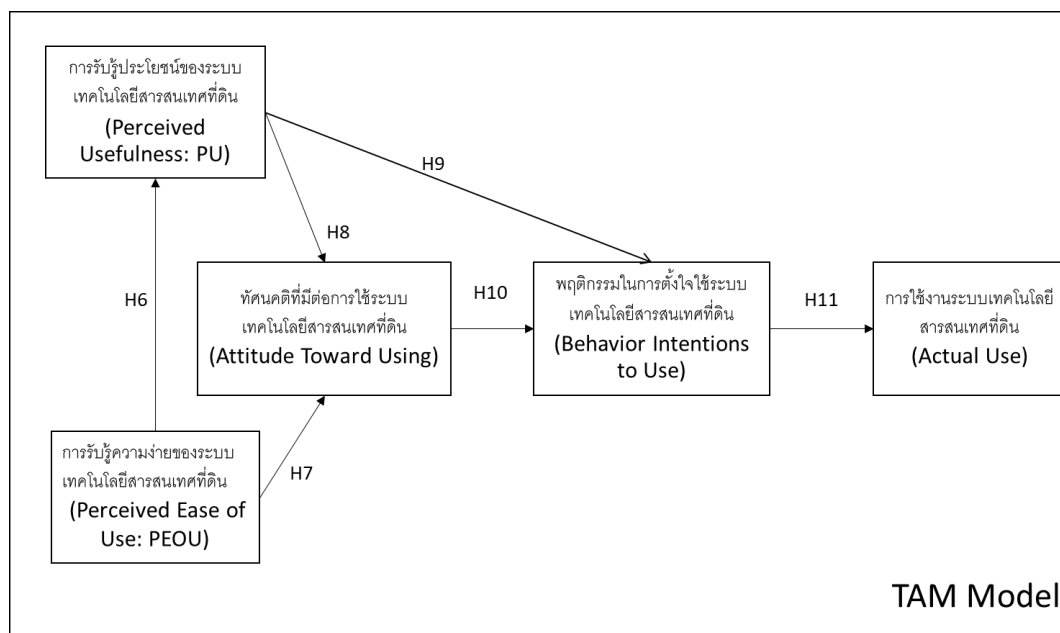 การรับรู้ประโยชน์ของระบบ
เทคโนโลยีสารสนเทศที่ดิน
(Perceived
Usefulness: PU)
H9
H8
H6
ทัศนคติที่มีต่อการใช้ระบบ
เทคโนโลยีสารสนเทศที่ดิน
(Attitude Toward Using)
H10
พฤติกรรมในการตั้งใจใช้ระบบ
เทคโนโลยีสารสนเทศที่ดิน
(Behavior Intentions
to Use)
H11
การใช้งานระบบเทคโนโลยี
สารสนเทศที่ดิน
(Actual Use)
การรับรู้ความง่ายของระบบ
เทคโนโลยีสารสนเทศที่ดิน
(Perceived Ease of
Use: PEOU)
H7
TAM Model